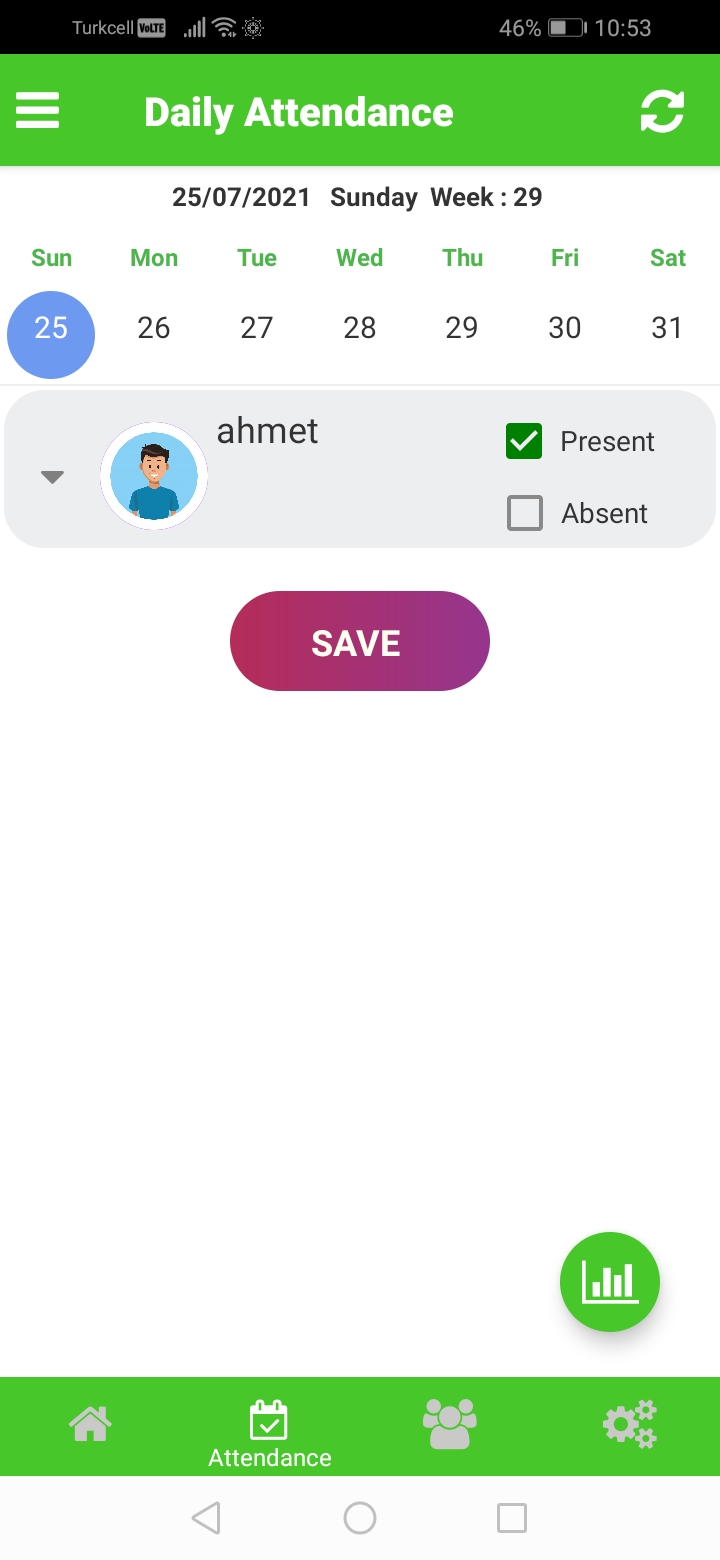 Turkcell VoLTE 46% 10:53
Daily Attendance
25/07/2021 Sunday Week : 29
Sun Mon Tue Wed Thu Fri Sat
25 26 27 28 29 30 31
ahmet
Present
Absent
SAVE
Attendance